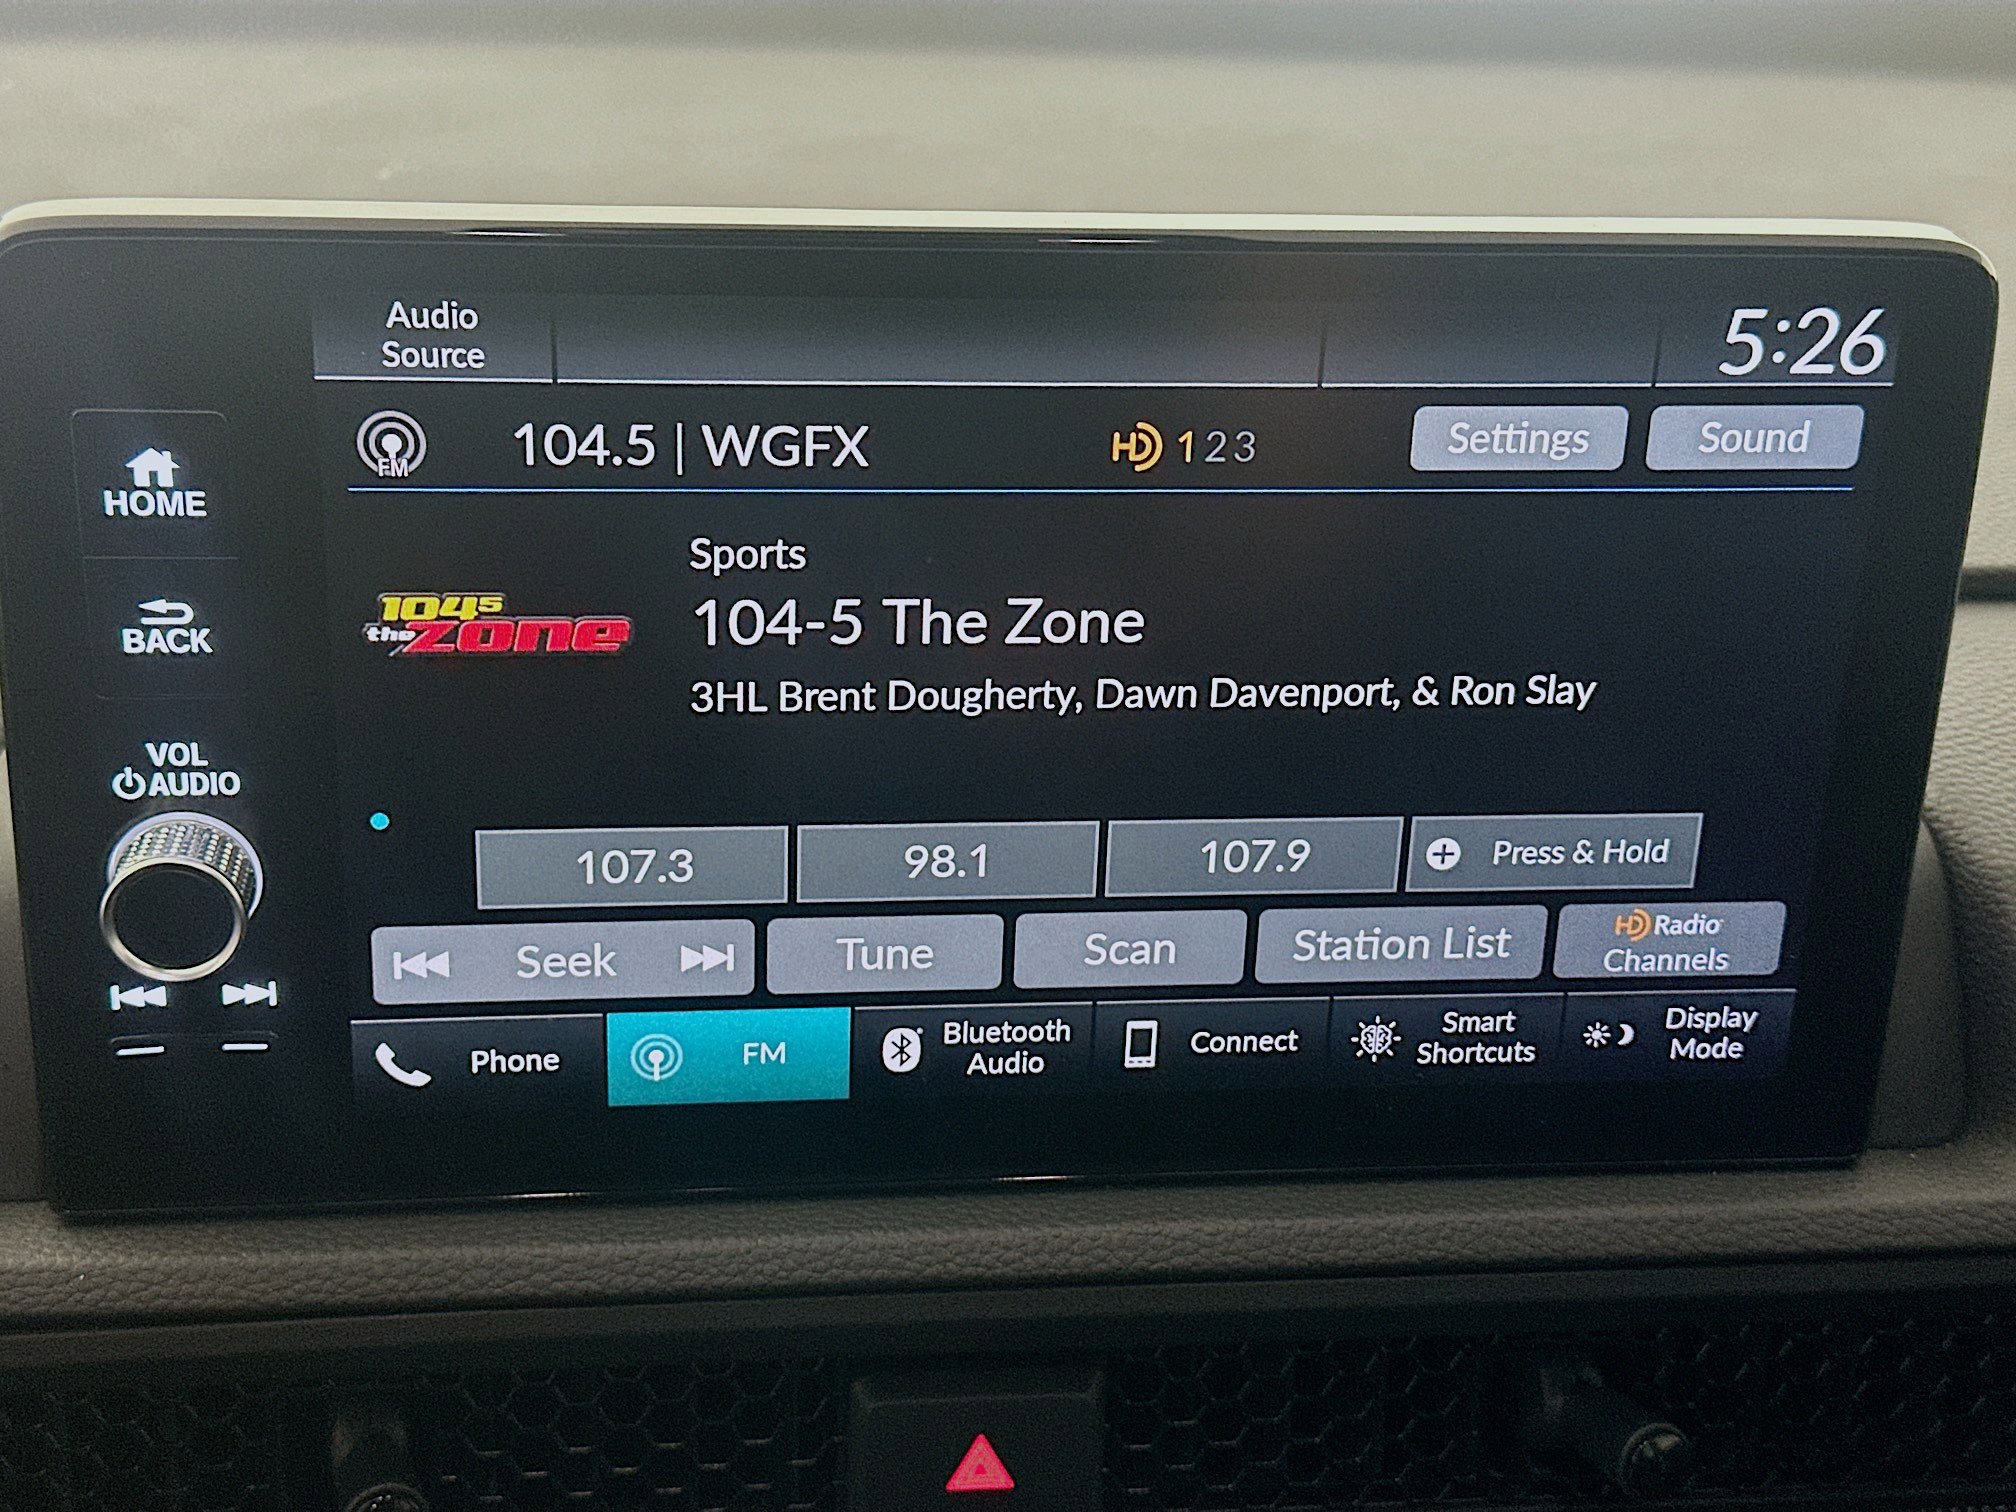 Audio
Source
5:26
FM
104.5 | WGFX
HD 1 2 3
Settings
Sound
HOME
BACK
VOL
AUDIO
Sports
104⁵
the Zone
104-5 The Zone
3HL Brent Dougherty, Dawn Davenport, & Ron Slay
107.3
98.1
107.9
Press & Hold
Seek
Tune
Scan
Station List
HD Radio
Channels
Phone
FM
Bluetooth
Audio
Connect
Smart
Shortcuts
Display
Mode